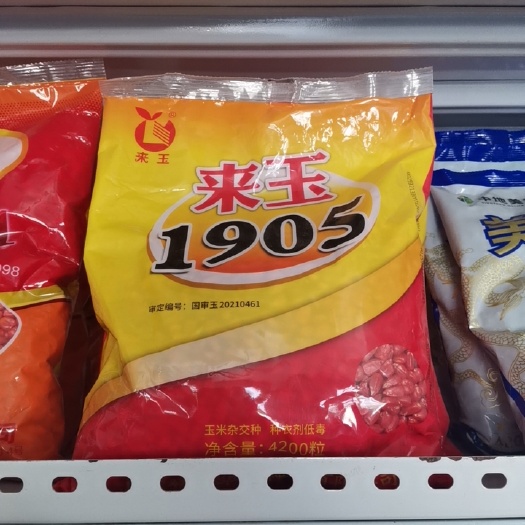 来玉
来玉
1905
审定编号：国审玉20210461
玉米杂交种 种衣剂低毒
净含量：4200粒
098